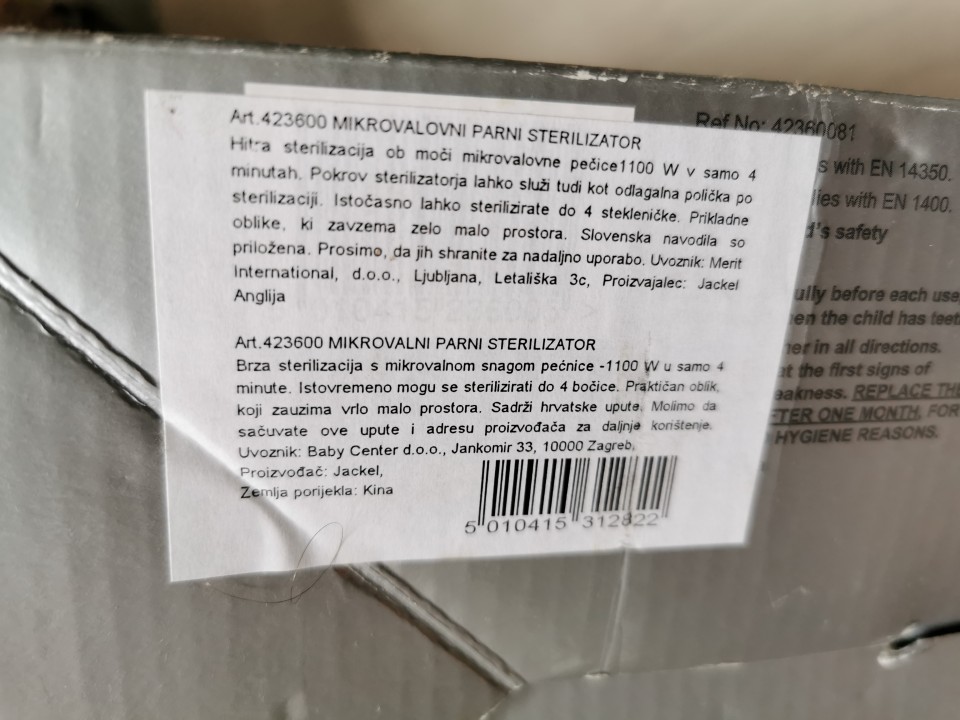 Art.423600 MIKROVALOVNI PARNI STERILIZATOR
Hitra sterilizacija ob moči mikrovalovne pečice1100 W v samo 4
minutah. Pokrov sterilizatorja lahko služi tudi kot odlagalna polička po
sterilizaciji. Istočasno lahko sterilizirate do 4 stekleničke. Prikladne
oblike, ki zavzema zelo malo prostora. Slovenska navodila so
priložena. Prosimo, da jih shranite za nadaljno uporabo. Uvoznik: Merit
International, d.o.o., Ljubljana, Letališka 3c, Proizvajalec: Jackel
Anglija
Art.423600 MIKROVALNI PARNI STERILIZATOR
Brza sterilizacija s mikrovalnom snagom pećnice -1100 W u samo 4
minute. Istovremeno mogu se sterilizirati do 4 bočice. Praktičan oblik,
koji zauzima vrlo malo prostora. Sadrži hrvatske upute. Molimo da
sačuvate ove upute i adresu proizvođača za daljnje korištenje.
Uvoznik: Baby Center d.o.o., Jankomir 33, 10000 Zagreb,
Proizvođač: Jackel,
Zemlja porijekla: Kina
5 010415 312822
Ref No: 42360081
with EN 14350.
with EN 1400.
safety
before each use
the child has
in all directions.
the first signs of
REPLACE THE
AFTER ONE MONTH, FOR
HYGIENE REASONS.